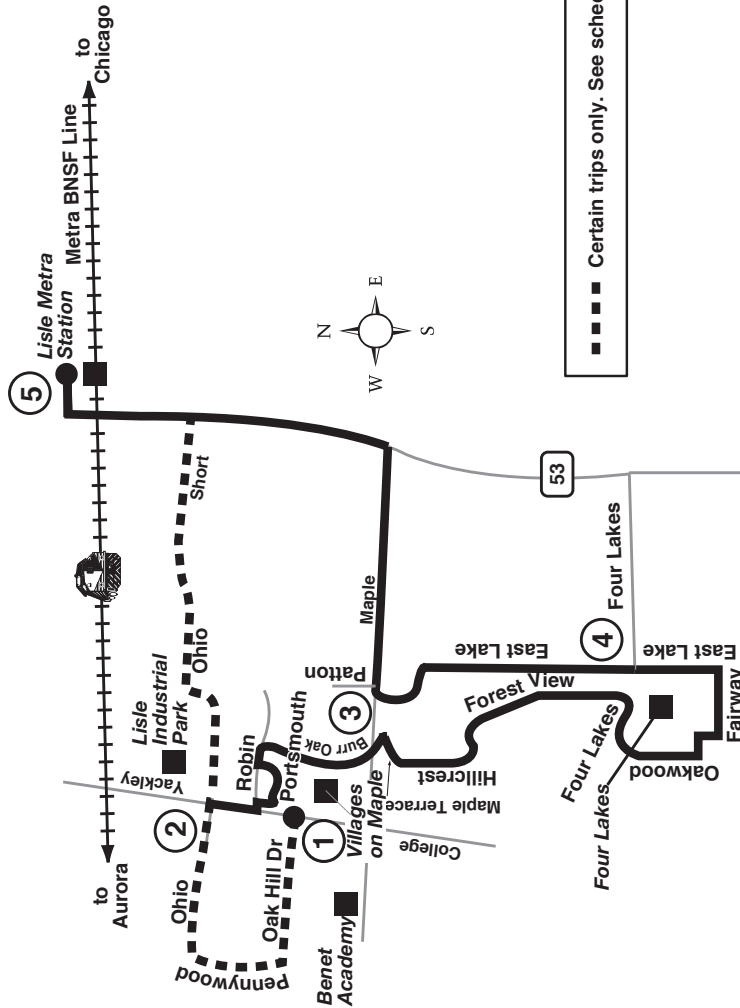 to
Chicago
Metra BNSF Line
Lisle Metra
Station
5
to
Aurora
N
W
E
S
Certain trips only. See sched
Short
Ohio
Lisle
Industrial
Park
Yackley
2
Ohio
Pennywood
Oak Hill Dr
Robin
Portsmouth
1
Villages
on Maple
Burr Oak
3
Patton
Maple
College
Benet
Academy
Maple Terrace
Hillcrest
Forest View
East Lake
4
Four Lakes
53
East Lake
Four Lakes
Four Lakes
Oakwood
Fairway